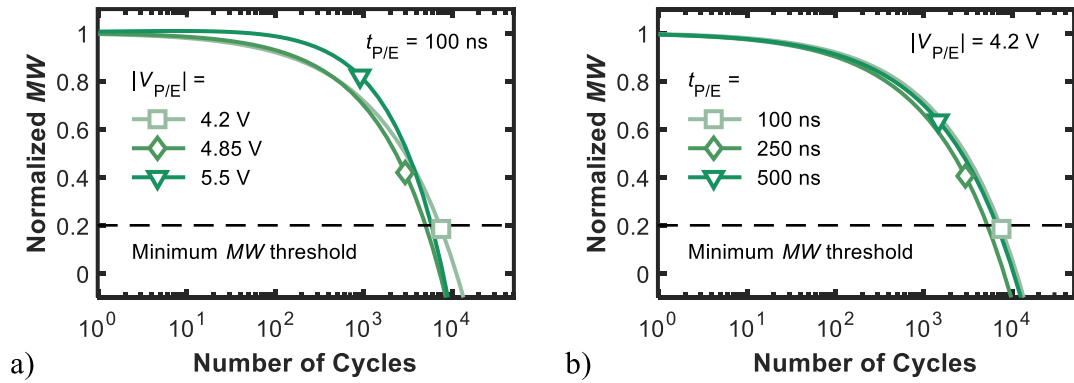 t_P/E = 100 ns
|V_P/E| =
4.2 V
4.85 V
5.5 V
Minimum MW threshold
Normalized MW
1
0.8
0.6
0.4
0.2
0
10^0
10^1
10^2
10^3
10^4
Number of Cycles
a)
|V_P/E| = 4.2 V
t_P/E =
100 ns
250 ns
500 ns
Minimum MW threshold
Normalized MW
1
0.8
0.6
0.4
0.2
0
10^0
10^1
10^2
10^3
10^4
Number of Cycles
b)